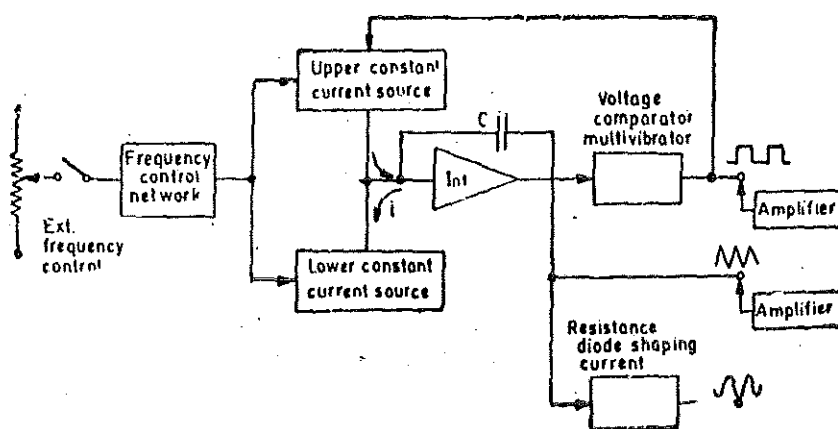 Upper constant
current source
Frequency
control
network
Ext.
frequency
control
Lower constant
current source
C
i
Int
Voltage
comparator
multivibrator
Amplifier
Amplifier
Resistance
diode shaping
current